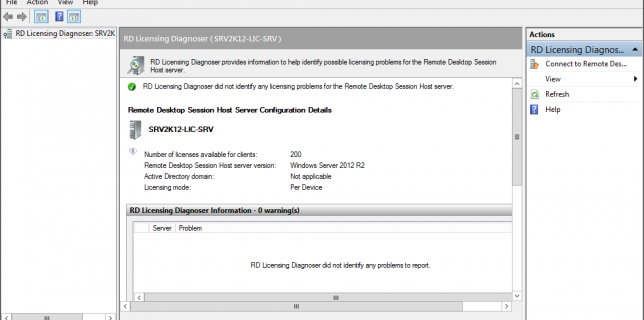 File Action View Help
RD Licensing Diagnoser: SRV2K
RD Licensing Diagnoser ( SRV2K12-LIC-SRV )
RD Licensing Diagnoser provides information to help identify possible licensing problems for the Remote Desktop Session
Host server.
RD Licensing Diagnoser did not identify any licensing problems for the Remote Desktop Session Host server.
Remote Desktop Session Host Server Configuration Details
SRV2K12-LIC-SRV
Number of licenses available for clients: 200
Remote Desktop Session Host server version: Windows Server 2012 R2
Active Directory domain: Not applicable
Licensing mode: Per Device
RD Licensing Diagnoser Information - 0 warning(s)
Server Problem
RD Licensing Diagnoser did not identify any problems to report.
Actions
RD Licensing Diagnos...
Connect to Remote Des...
View
Refresh
Help